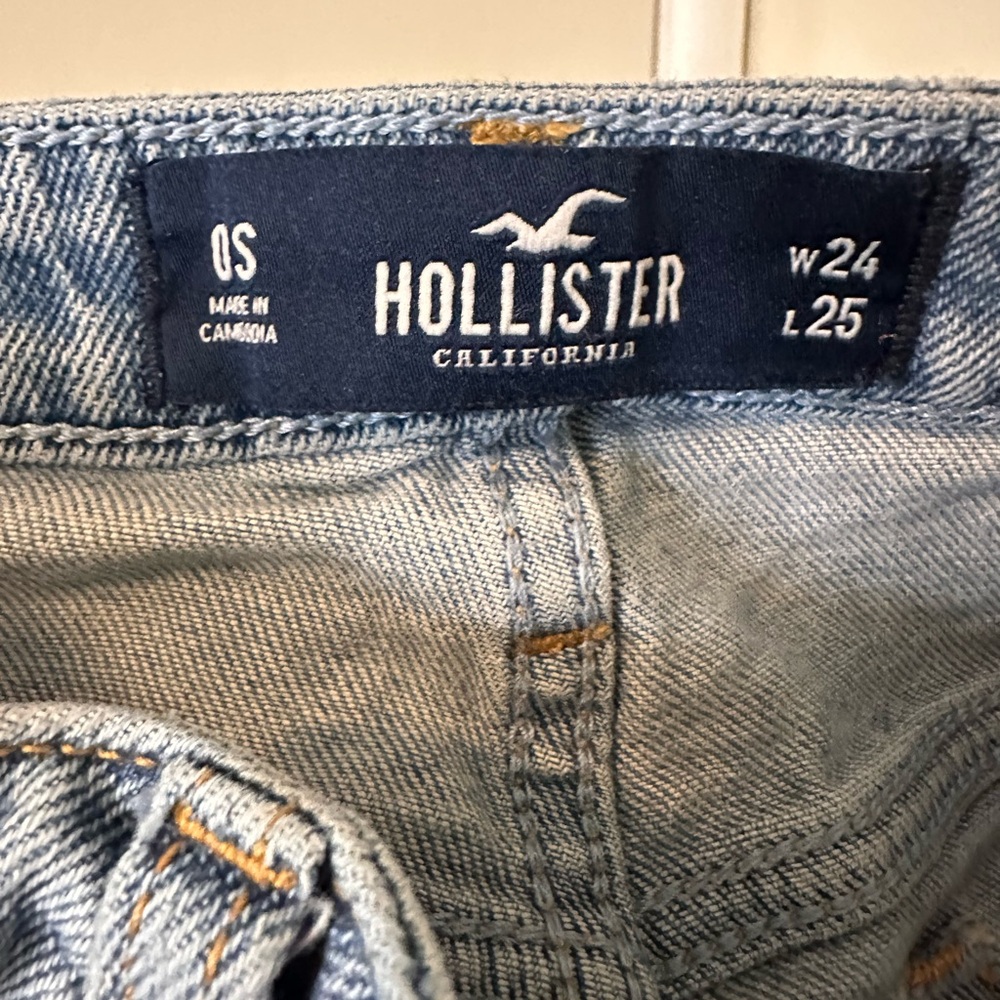 0S
MADE IN
CAMBODIA
HOLLISTER
CALIFORNIA
W24
L25